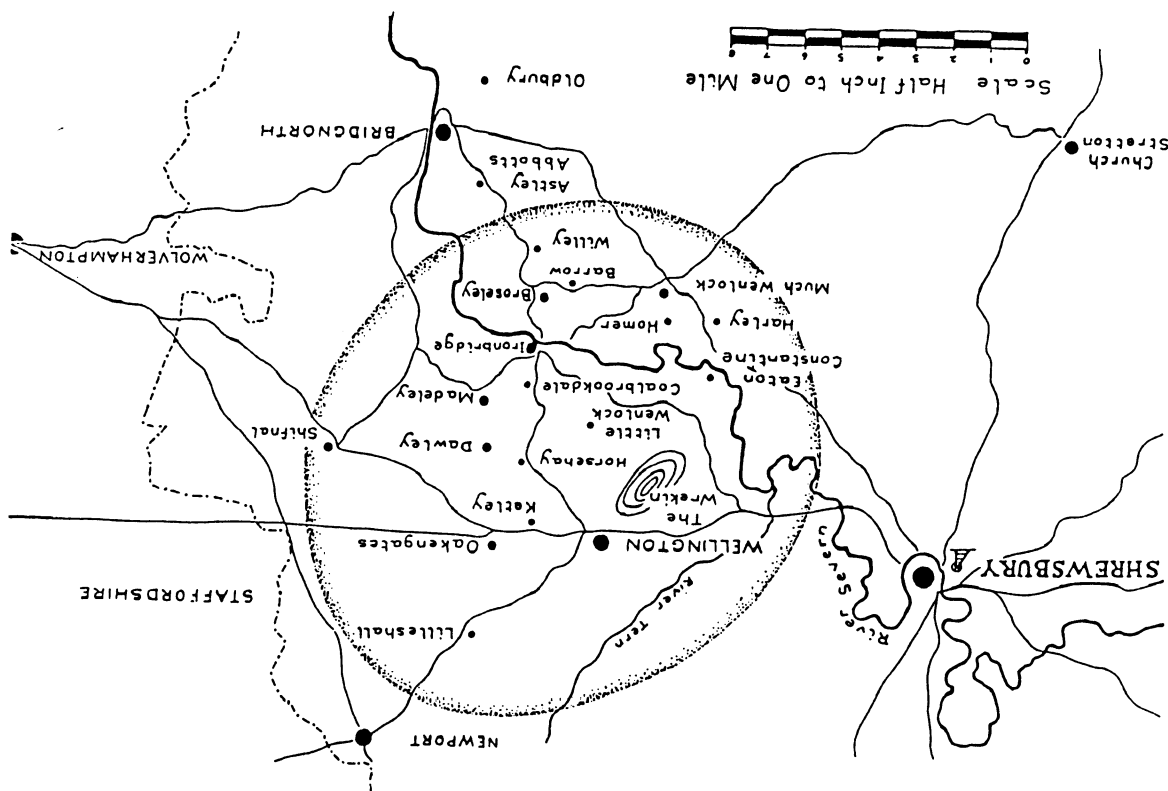 NEWPORT
Lilleshall
STAFFORDSHIRE
River Tern
SHREWSBURY
River Severn
WELLINGTON
Oakengates
Ketley
The
Wrekin
Horsehay
Dawley
Shifnal
Little
Wenlock
Madeley
Coalbrookdale
Eaton
Constantine
Ironbridge
Harley
Homer
Much Wenlock
Broseley
Barrow
Willey
WOLVERHAMPTON
Astley
Abbotts
Church
Stretton
BRIDGNORTH
Oldbury
Scale Half Inch to One Mile
0 1 2 3 4 5 6 7 8